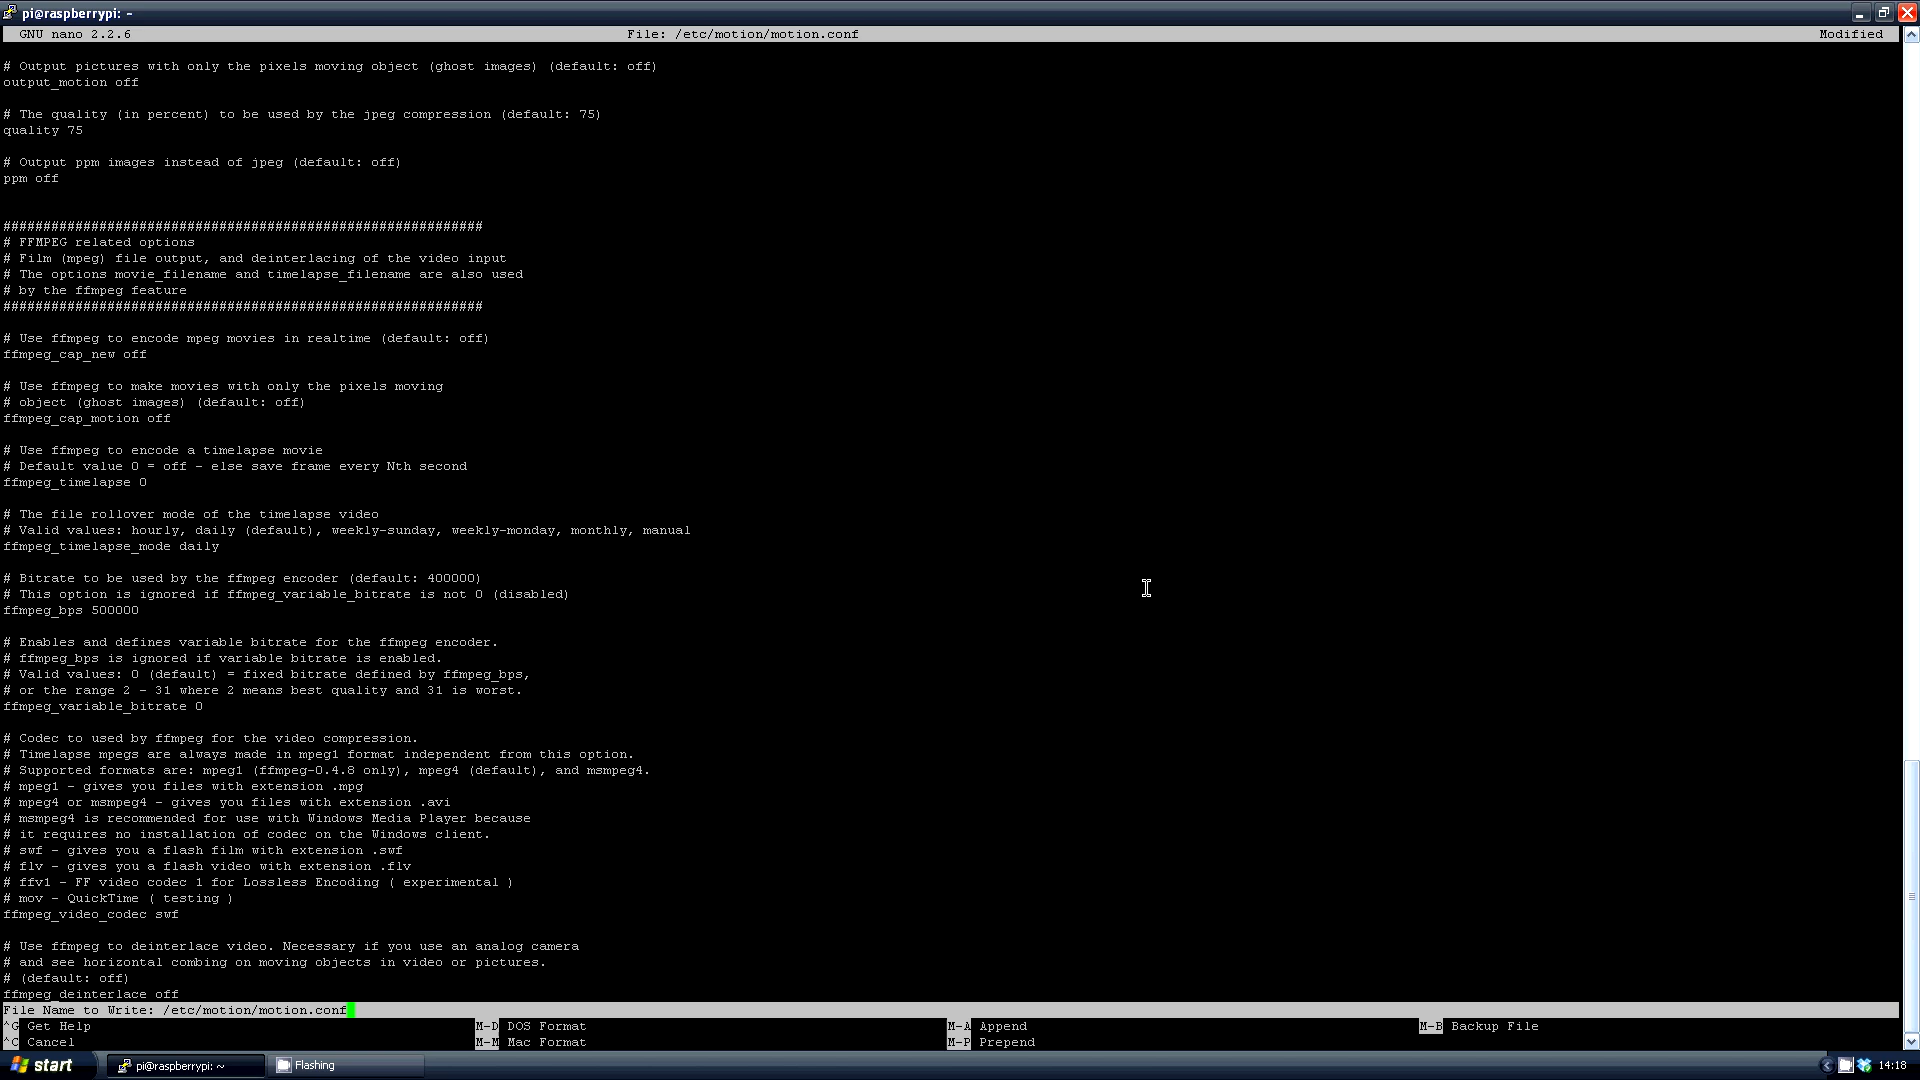 pi@raspberrypi: ~
GNU nano 2.2.6 File: /etc/motion/motion.conf Modified
# Output pictures with only the pixels moving object (ghost images) (default: off)
output_motion off
# The quality (in percent) to be used by the jpeg compression (default: 75)
quality 75
# Output ppm images instead of jpeg (default: off)
ppm off
############################################################
# FFMPEG related options
# Film (mpeg) file output, and deinterlacing of the video input
# The options movie_filename and timelapse_filename are also used
# by the ffmpeg feature
############################################################
# Use ffmpeg to encode mpeg movies in realtime (default: off)
ffmpeg_cap_new off
# Use ffmpeg to make movies with only the pixels moving
# object (ghost images) (default: off)
ffmpeg_cap_motion off
# Use ffmpeg to encode a timelapse movie
# Default value 0 = off - else save frame every Nth second
ffmpeg_timelapse 0
# The file rollover mode of the timelapse video
# Valid values: hourly, daily (default), weekly-sunday, weekly-monday, monthly, manual
ffmpeg_timelapse_mode daily
# Bitrate to be used by the ffmpeg encoder (default: 400000)
# This option is ignored if ffmpeg_variable_bitrate is not 0 (disabled)
ffmpeg_bps 500000
# Enables and defines variable bitrate for the ffmpeg encoder.
# ffmpeg_bps is ignored if variable bitrate is enabled.
# Valid values: 0 (default) = fixed bitrate defined by ffmpeg_bps,
# or the range 2 - 31 where 2 means best quality and 31 is worst.
ffmpeg_variable_bitrate 0
# Codec to used by ffmpeg for the video compression.
# Timelapse mpegs are always made in mpeg1 format independent from this option.
# Supported formats are: mpeg1 (ffmpeg-0.4.8 only), mpeg4 (default), and msmpeg4.
# mpeg1 - gives you files with extension .mpg
# mpeg4 or msmpeg4 - gives you files with extension .avi
# msmpeg4 is recommended for use with Windows Media Player because
# it requires no installation of codec on the Windows client.
# swf - gives you a flash film with extension .swf
# flv - gives you a flash video with extension .flv
# ffv1 - FF video codec 1 for Lossless Encoding ( experimental )
# mov - QuickTime ( testing )
ffmpeg_video_codec swf
# Use ffmpeg to deinterlace video. Necessary if you use an analog camera
# and see horizontal combing on moving objects in video or pictures.
# (default: off)
ffmpeg_deinterlace off
File Name to Write: /etc/motion/motion.conf
^G Get Help M-D DOS Format M-A Append M-B Backup File
^C Cancel M-M Mac Format M-P Prepend
start pi@raspberrypi: ~ Flashing 14:18